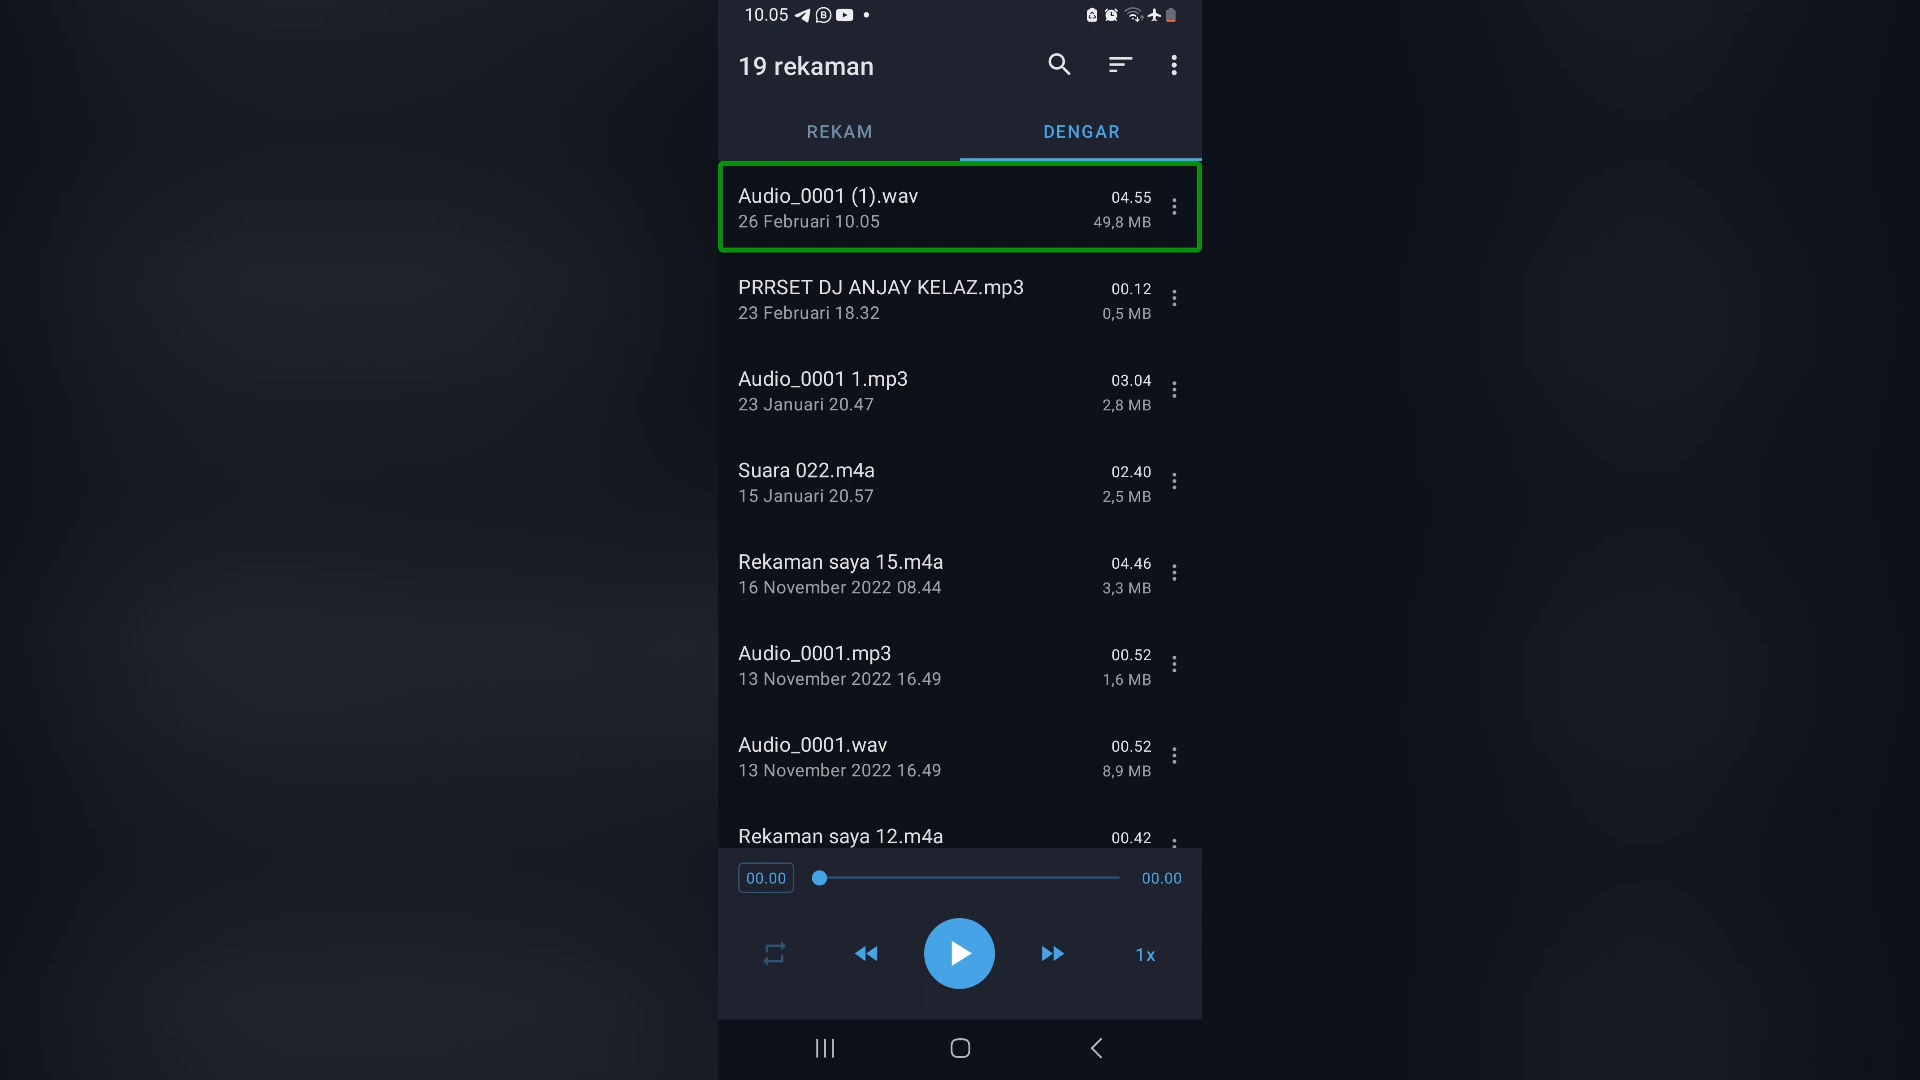 10.05
19 rekaman
REKAM
DENGAR
Audio_0001 (1).wav
04.55
26 Februari 10.05
49,8 MB
PRRSET DJ ANJAY KELAZ.mp3
00.12
23 Februari 18.32
0,5 MB
Audio_0001 1.mp3
03.04
23 Januari 20.47
2,8 MB
Suara 022.m4a
02.40
15 Januari 20.57
2,5 MB
Rekaman saya 15.m4a
04.46
16 November 2022 08.44
3,3 MB
Audio_0001.mp3
00.52
13 November 2022 16.49
1,6 MB
Audio_0001.wav
00.52
13 November 2022 16.49
8,9 MB
Rekaman saya 12.m4a
00.42
00.00
00.00
1x